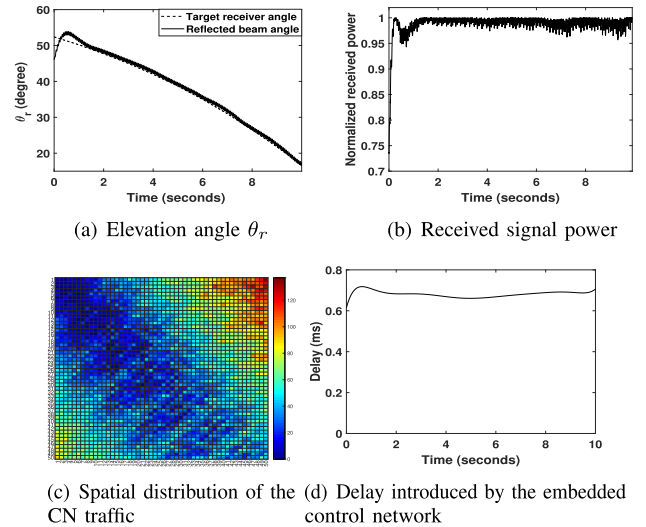 60
50
40
30
20
θr (degree)
Target receiver angle
Reflected beam angle
0 2 4 6 8
Time (seconds)
(a) Elevation angle θr
1
0.95
0.9
0.85
0.8
0.75
0.7
Normalized received power
0 2 4 6 8
Time (seconds)
(b) Received signal power
120
100
80
60
40
20
0
(c) Spatial distribution of the
CN traffic
0.8
0.6
0.4
0.2
0
Delay (ms)
0 2 4 6 8 10
Time (seconds)
(d) Delay introduced by the embedded
control network